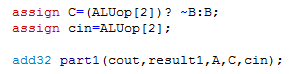 assign C=(ALUop[2])? ~B:B;
assign cin=ALUop[2];
add32 part1(cout,result1,A,C,cin);